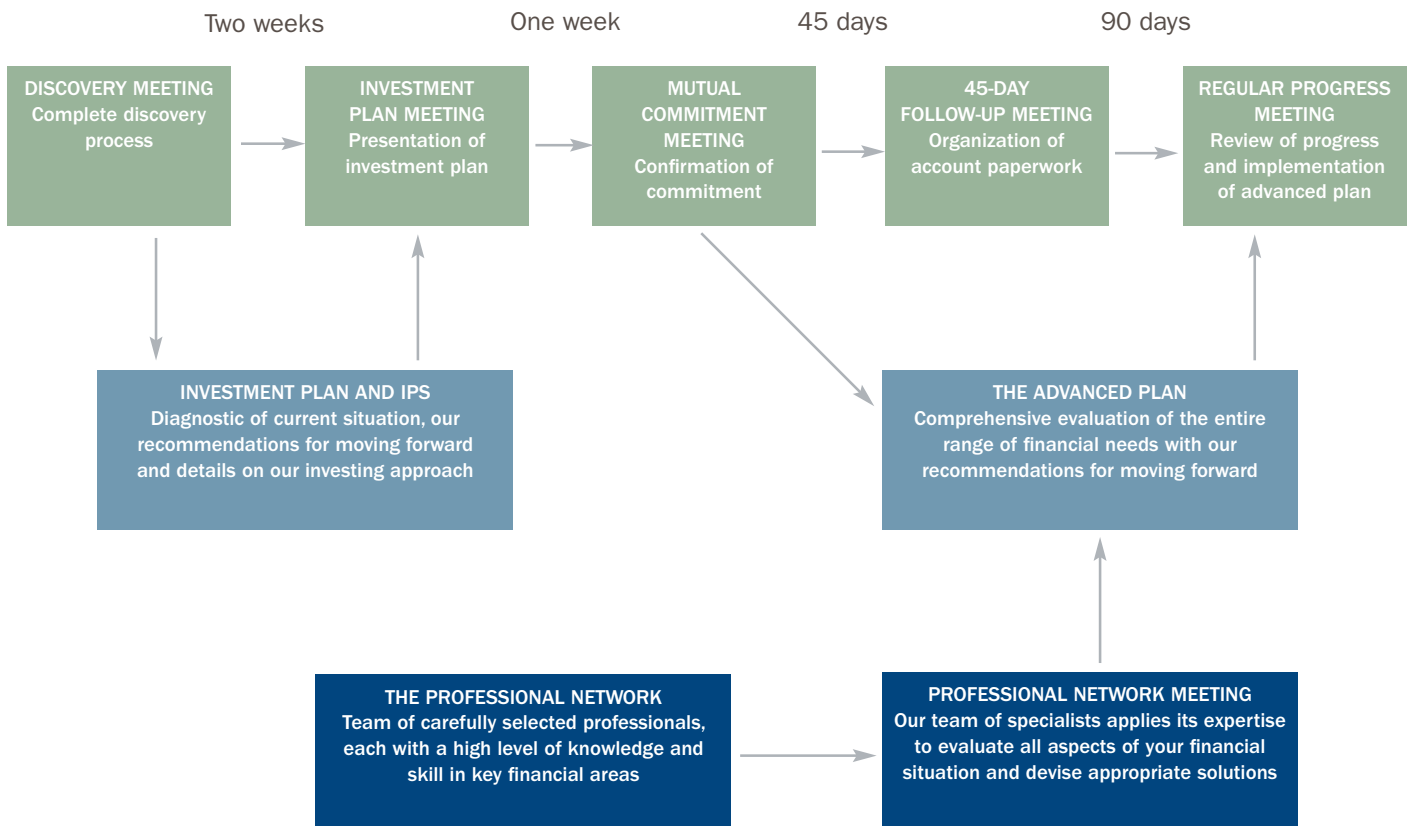 Two weeks
One week
45 days
90 days
DISCOVERY MEETING
Complete discovery
process
INVESTMENT
PLAN MEETING
Presentation of
investment plan
MUTUAL
COMMITMENT
MEETING
Confirmation of
commitment
45-DAY
FOLLOW-UP MEETING
Organization of
account paperwork
REGULAR PROGRESS
MEETING
Review of progress
and implementation
of advanced plan
INVESTMENT PLAN AND IPS
Diagnostic of current situation, our
recommendations for moving forward
and details on our investing approach
THE ADVANCED PLAN
Comprehensive evaluation of the entire
range of financial needs with our
recommendations for moving forward
THE PROFESSIONAL NETWORK
Team of carefully selected professionals,
each with a high level of knowledge and
skill in key financial areas
PROFESSIONAL NETWORK MEETING
Our team of specialists applies its expertise
to evaluate all aspects of your financial
situation and devise appropriate solutions